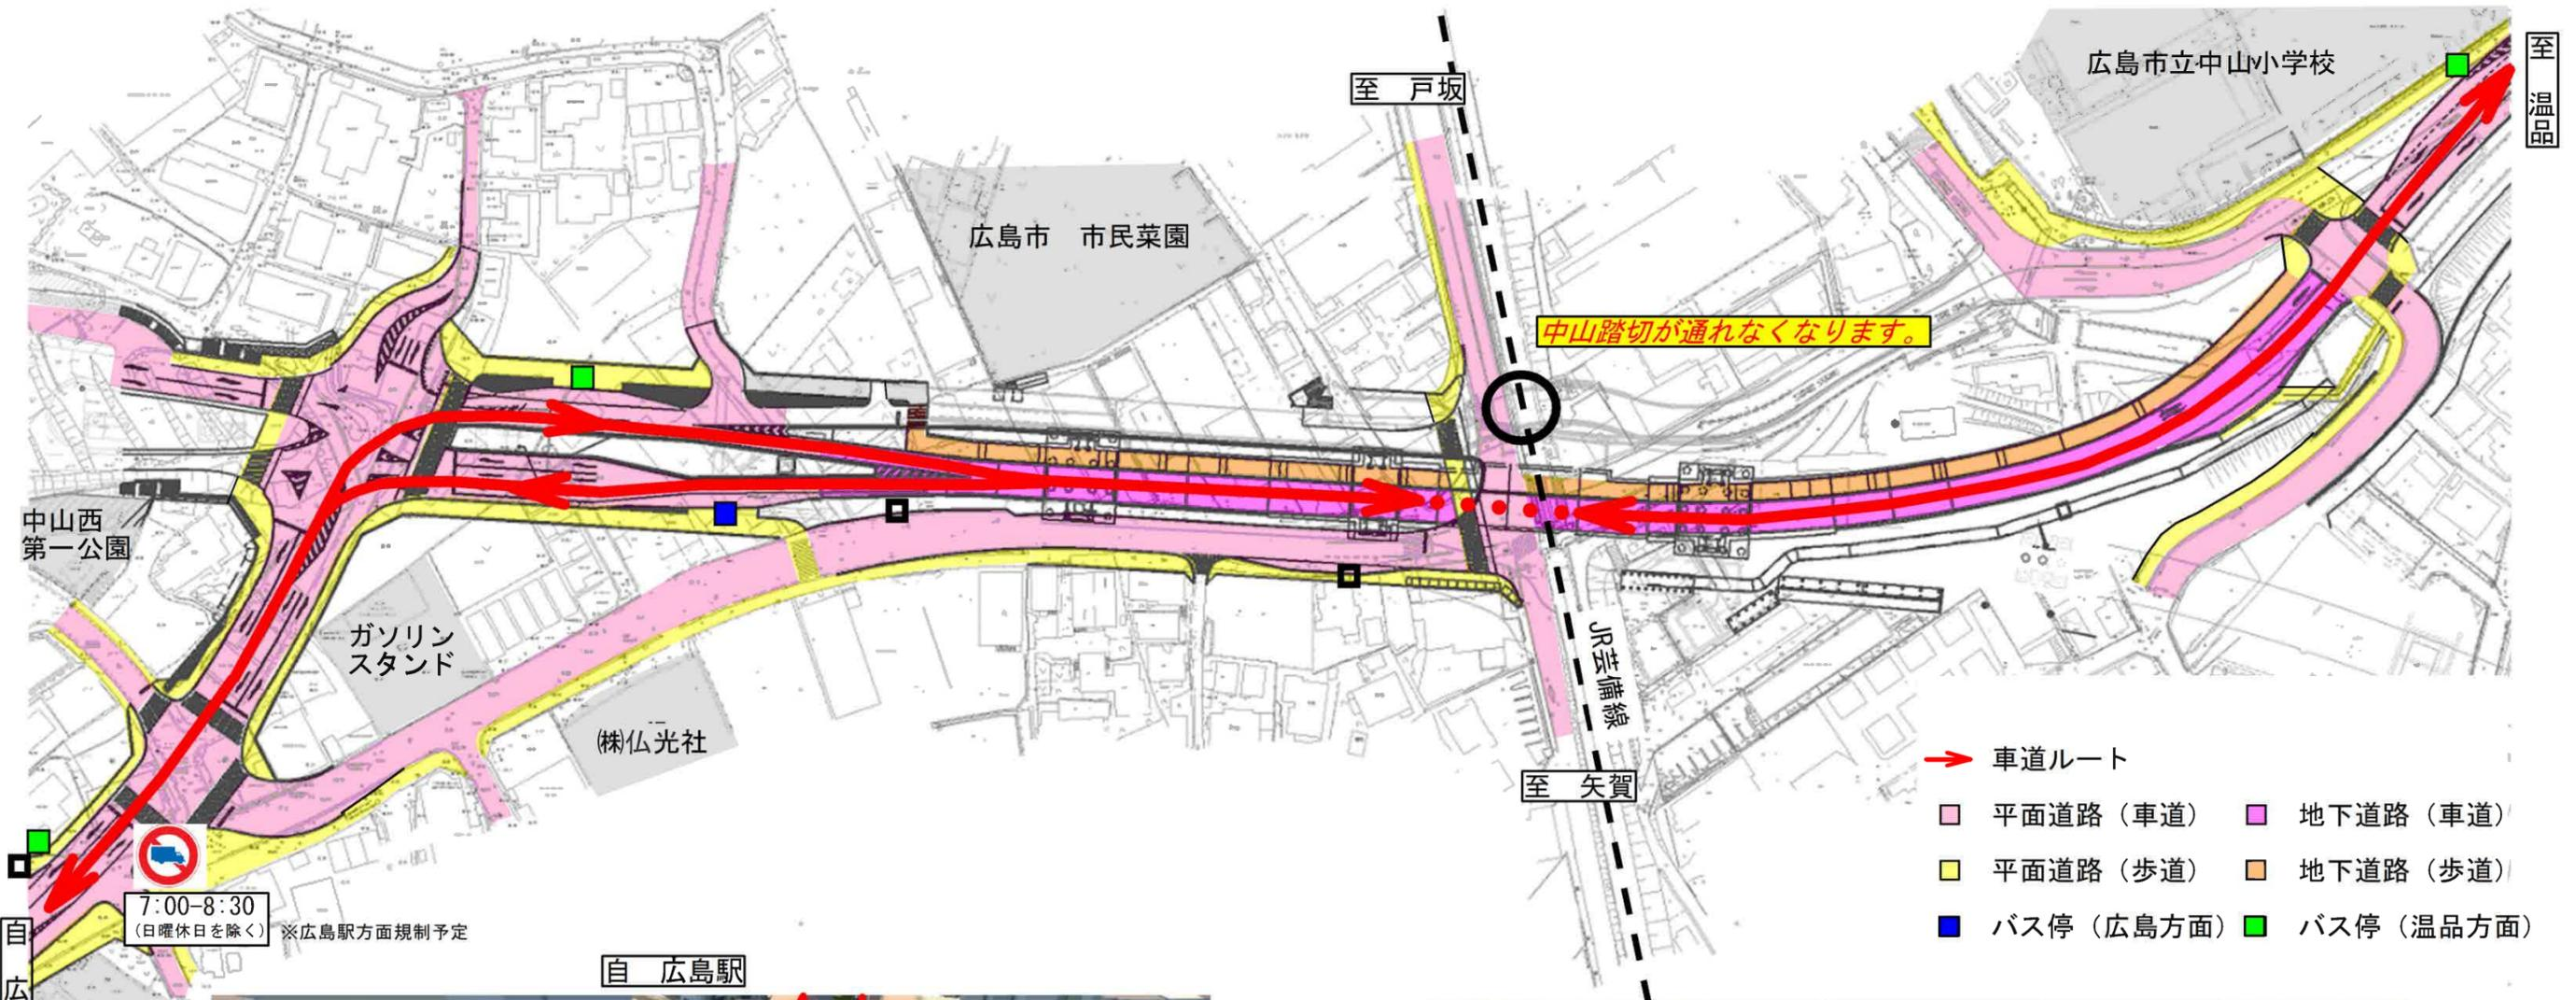 広島市立中山小学校
至 温品
至 戸坂
広島市 市民菜園
中山踏切が通れなくなります。
中山西
第一公園
ガソリン
スタンド
㈱仏光社
JR芸備線
至 矢賀
7:00-8:30
(日曜休日を除く)
※広島駅方面規制予定
自 広
自 広島駅
車道ルート
平面道路（車道）
地下道路（車道）
平面道路（歩道）
地下道路（歩道）
バス停（広島方面）
バス停（温品方面）